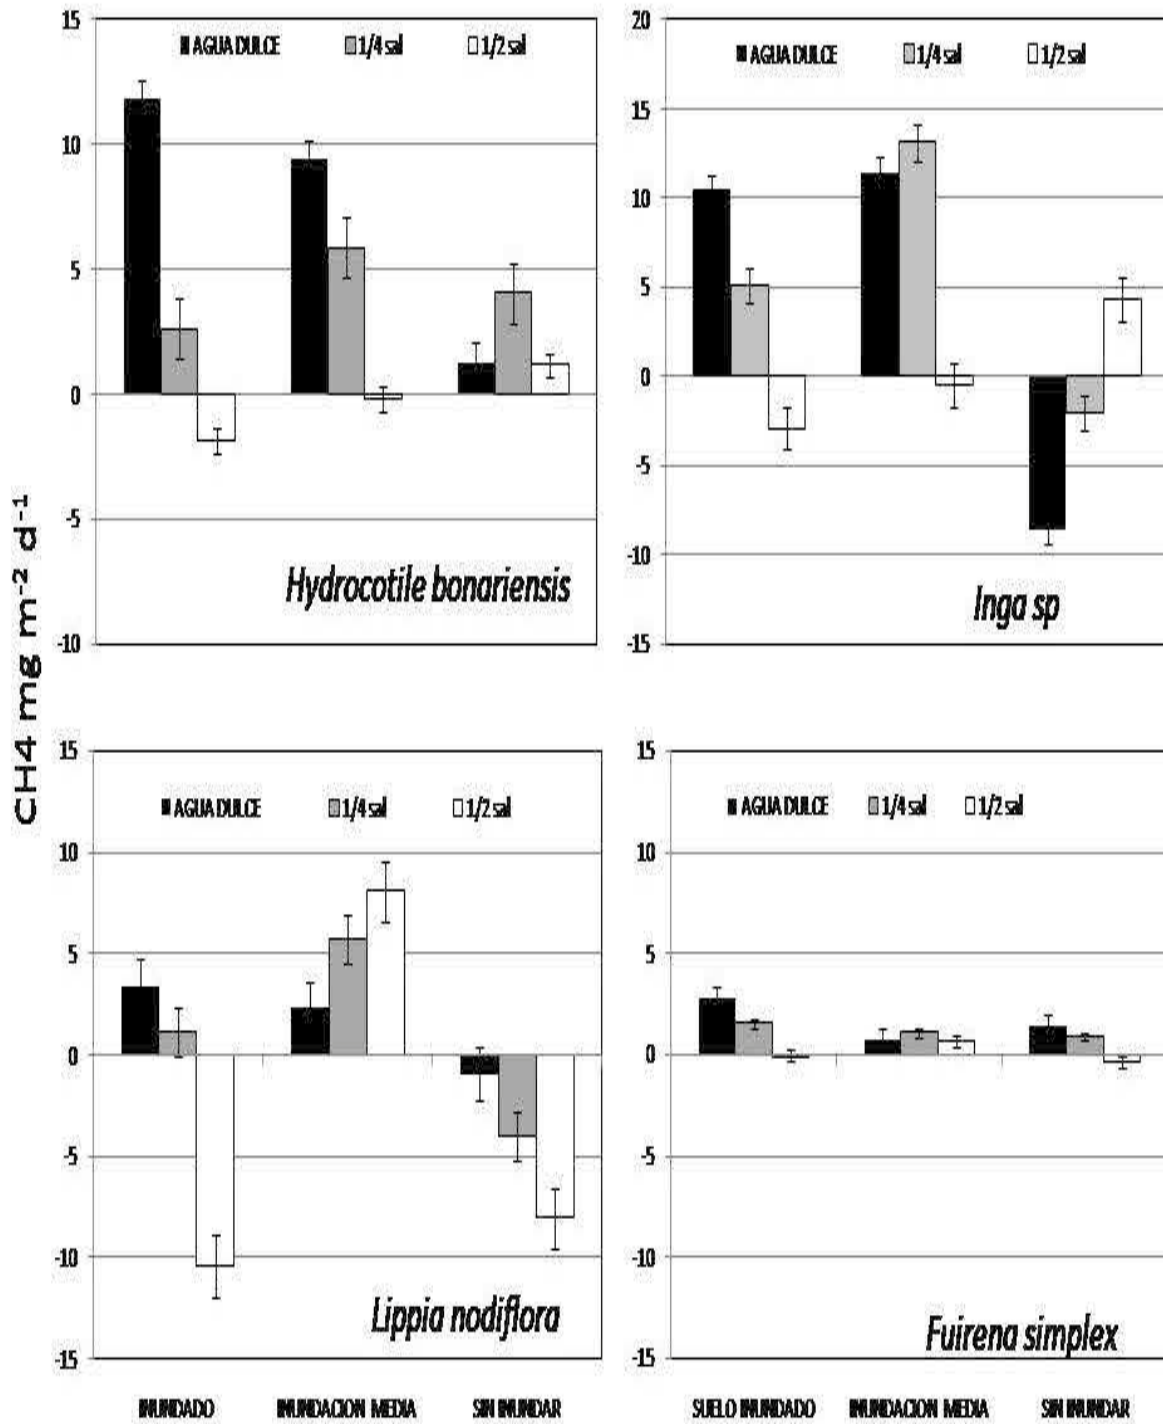 CH4 mg m⁻² d⁻¹
15
10
5
0
-5
-10
AGUA DULCE 1/4 sal 1/2 sal
Hydrocotile bonariensis
20
15
10
5
0
-5
-10
-15
AGUA DULCE 1/4 sal 1/2 sal
Inga sp
15
10
5
0
-5
-10
-15
AGUA DULCE 1/4 sal 1/2 sal
Lippia nodiflora
INUNDADO INUNDACION MEDIA SIN INUNDAR
15
10
5
0
-5
-10
-15
AGUA DULCE 1/4 sal 1/2 sal
Fuirena simplex
SUELO INUNDADO INUNDACION MEDIA SIN INUNDAR